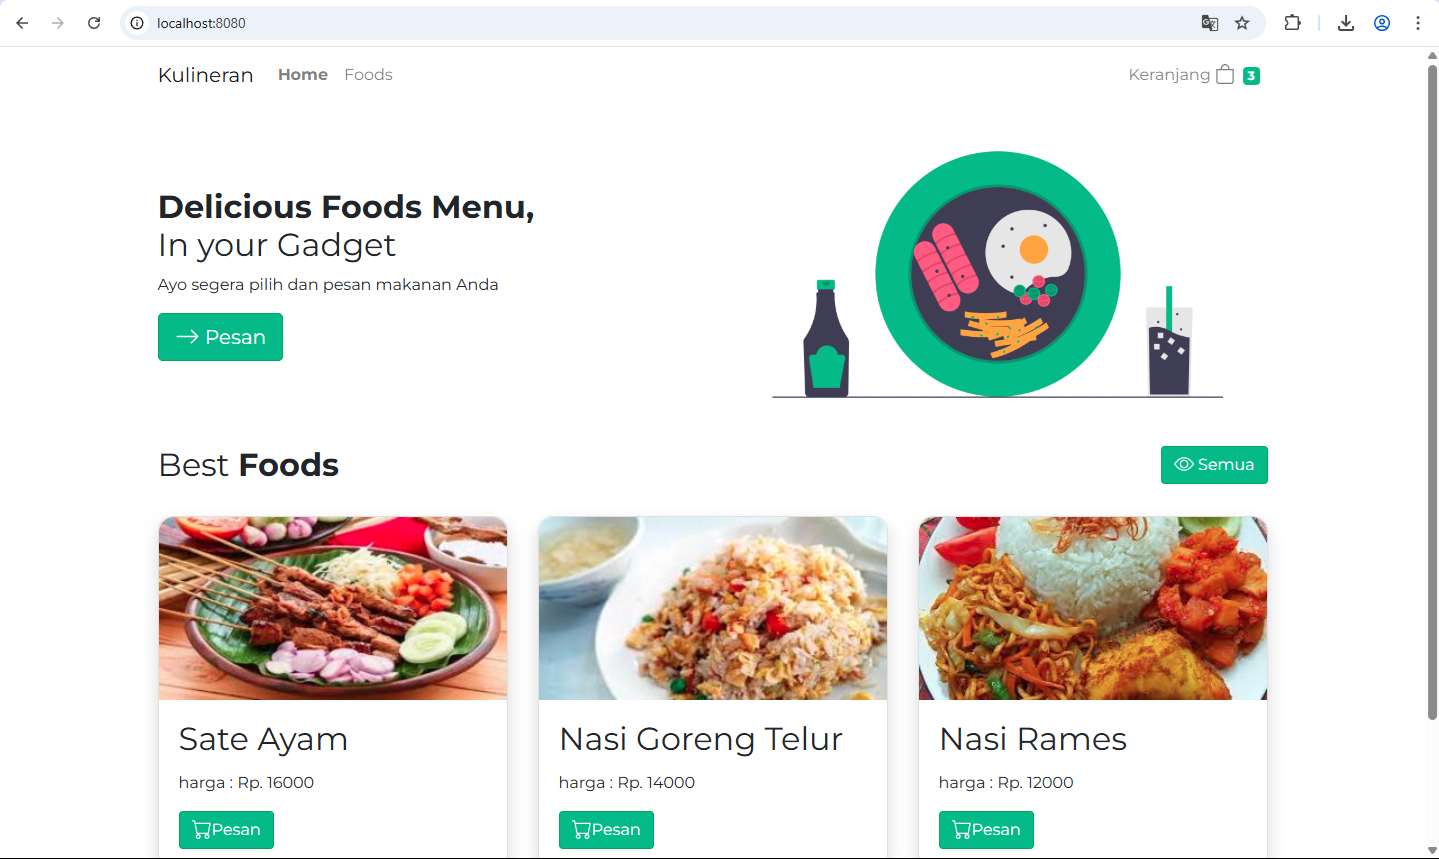 localhost:8080
Kulineran Home Foods Keranjang 3
Delicious Foods Menu,
In your Gadget
Ayo segera pilih dan pesan makanan Anda
Pesan
Best Foods
Semua
Sate Ayam
harga : Rp. 16000
Pesan
Nasi Goreng Telur
harga : Rp. 14000
Pesan
Nasi Rames
harga : Rp. 12000
Pesan